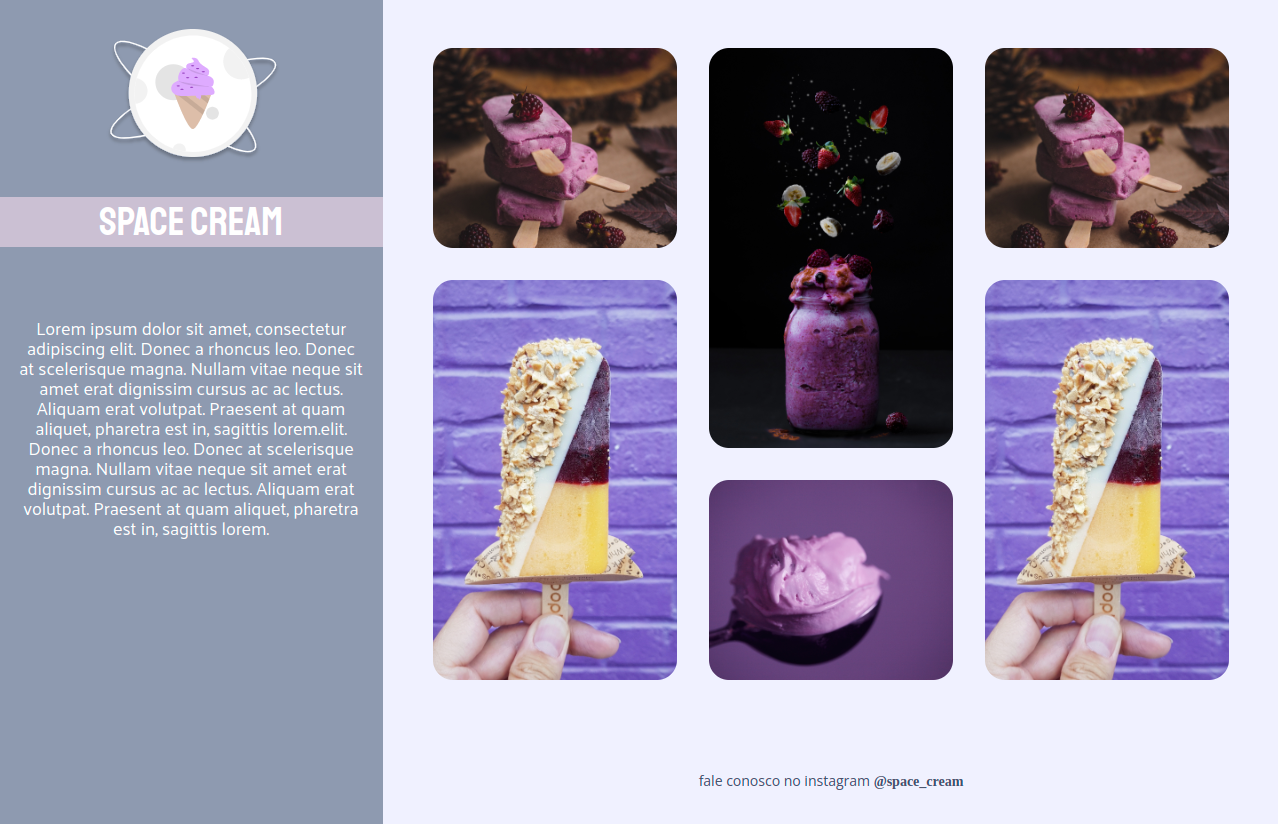 SPACE CREAM
Lorem ipsum dolor sit amet, consectetur
adipiscing elit. Donec a rhoncus leo. Donec
at scelerisque magna. Nullam vitae neque sit
amet erat dignissim cursus ac ac lectus.
Aliquam erat volutpat. Praesent at quam
aliquet, pharetra est in, sagittis lorem.elit.
Donec a rhoncus leo. Donec at scelerisque
magna. Nullam vitae neque sit amet erat
dignissim cursus ac ac lectus. Aliquam erat
volutpat. Praesent at quam aliquet, pharetra
est in, sagittis lorem.
fale conosco no instagram @space_cream